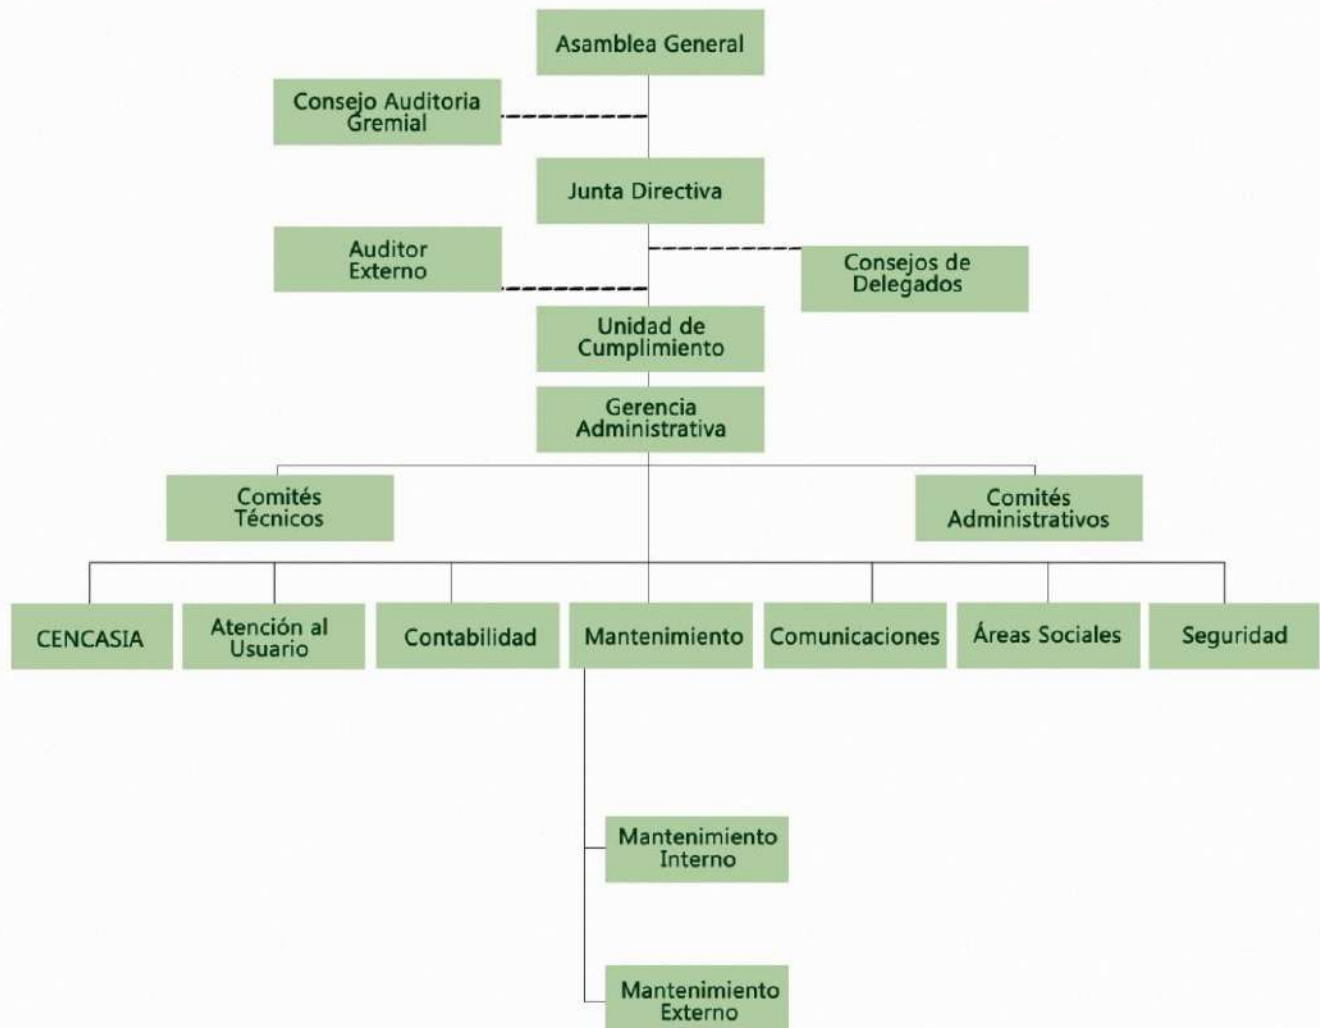 Asamblea General
Consejo Auditoria
Gremial
Junta Directiva
Auditor
Externo
Consejos de
Delegados
Unidad de
Cumplimiento
Gerencia
Administrativa
Comités
Técnicos
Comités
Administrativos
CENCASIA
Atención al
Usuario
Contabilidad
Mantenimiento
Comunicaciones
Áreas Sociales
Seguridad
Mantenimiento
Interno
Mantenimiento
Externo